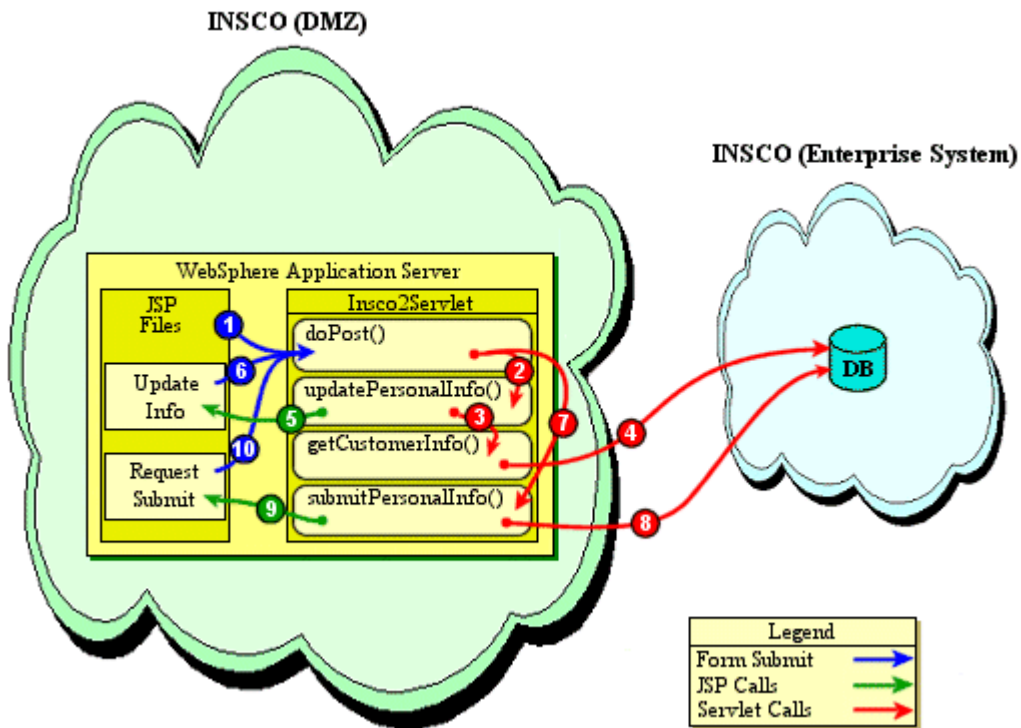 INSCO (DMZ)
INSCO (Enterprise System)
WebSphere Application Server
JSP
Files
Insco2Servlet
1
doPost()
6
2
Update
Info
updatePersonalInfo()
5
3
7
4
DB
10
getCustomerInfo()
Request
Submit
submitPersonalInfo()
9
8
Legend
Form Submit
JSP Calls
Servlet Calls